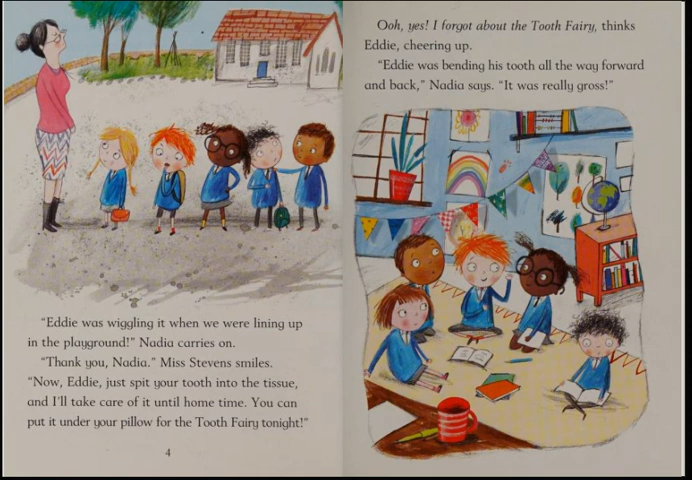 "Eddie was wiggling it when we were lining up
in the playground!" Nadia carries on.
"Thank you, Nadia." Miss Stevens smiles.
"Now, Eddie, just spit your tooth into the tissue,
and I'll take care of it until home time. You can
put it under your pillow for the Tooth Fairy tonight!"
4
Ooh, yes! I forgot about the Tooth Fairy, thinks
Eddie, cheering up.
"Eddie was bending his tooth all the way forward
and back," Nadia says. "It was really gross!"